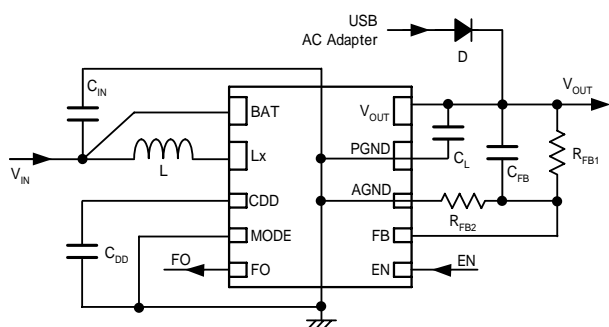 USB
AC Adapter
D
C_IN
V_OUT
BAT
V_OUT
PGND
Lx
L
V_IN
C_L
C_FB
R_FB1
CDD
AGND
R_FB2
C_DD
MODE
FB
FO
FO
EN
EN